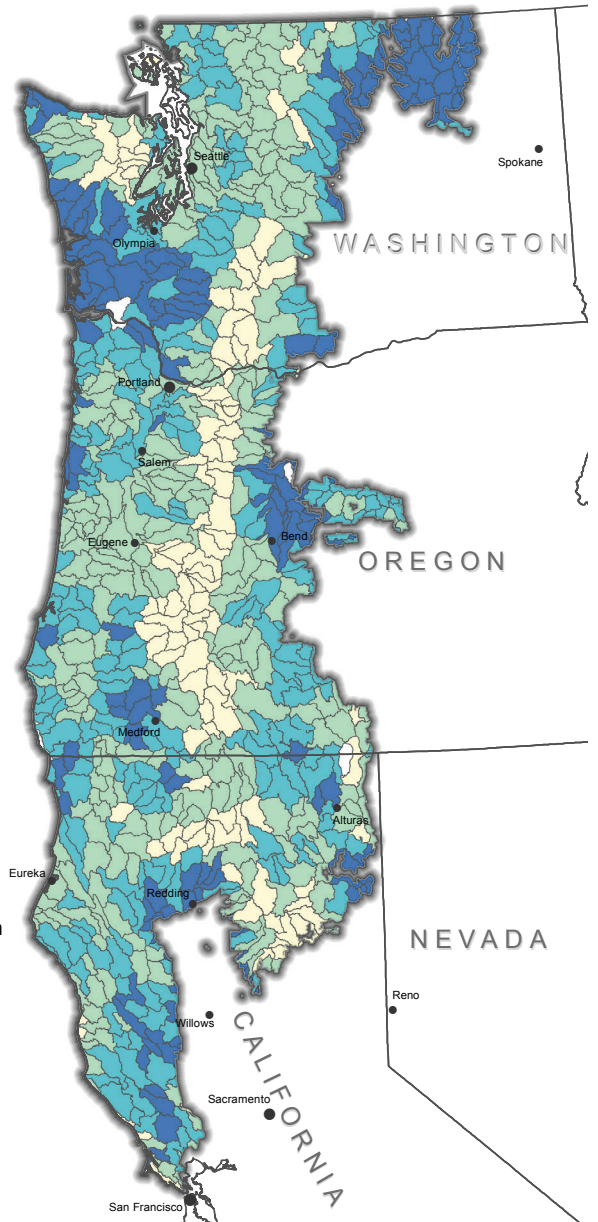 Spokane
Seattle
Olympia
WASHINGTON
Portland
Salem
Eugene
Bend
OREGON
Medford
Alturas
Eureka
Redding
NEVADA
Reno
Willows
CALIFORNIA
Sacramento
San Francisco